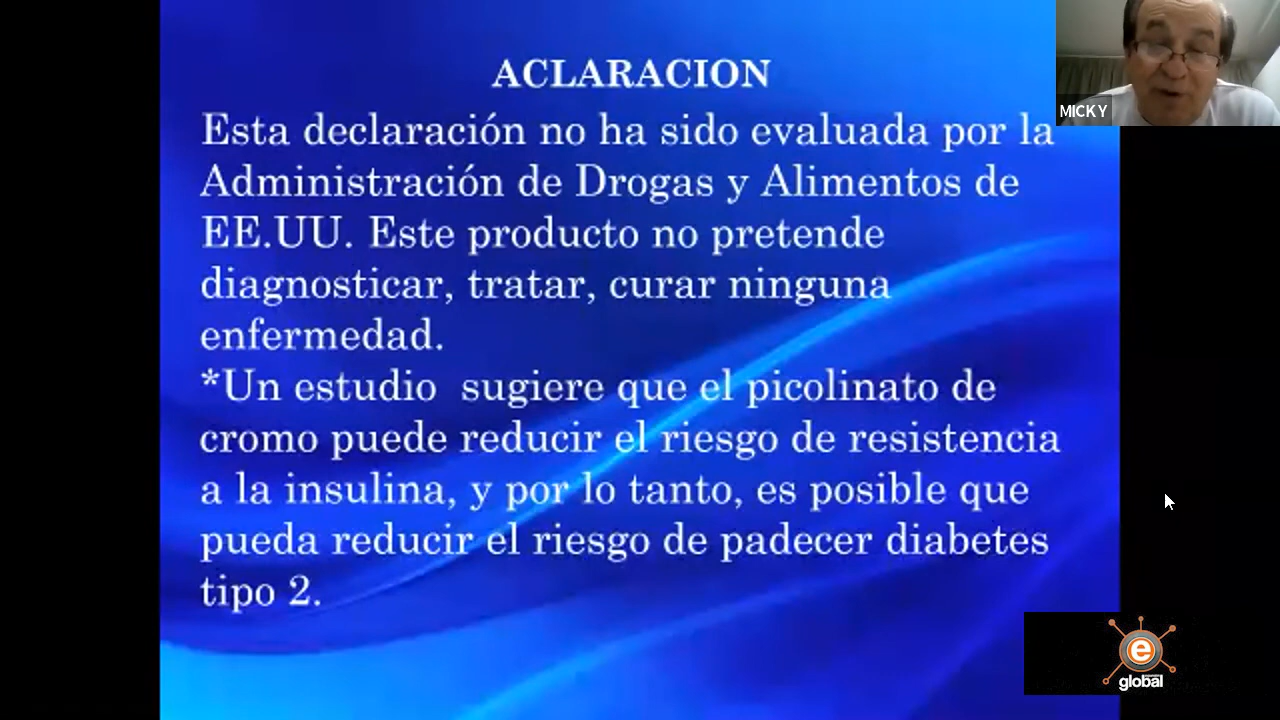 ACLARACION
Esta declaración no ha sido evaluada por la
Administración de Drogas y Alimentos de
EE.UU. Este producto no pretende
diagnosticar, tratar, curar ninguna
enfermedad.
*Un estudio  sugiere que el picolinato de
cromo puede reducir el riesgo de resistencia
a la insulina, y por lo tanto, es posible que
pueda reducir el riesgo de padecer diabetes
tipo 2.
MICKY
e
global